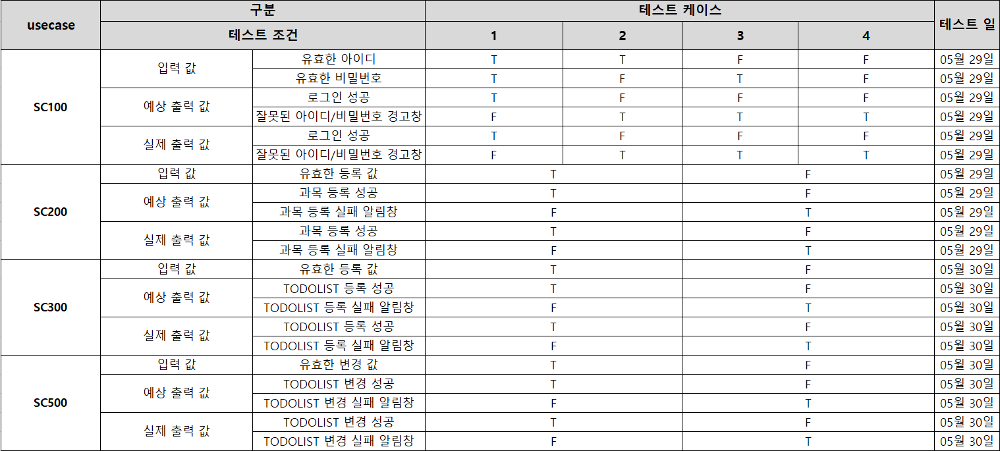 usecase 구분 테스트 케이스 테스트 일
테스트 조건 1 2 3 4
SC100 입력 값 유효한 아이디 T T F F 05월 29일
유효한 비밀번호 T F T F 05월 29일
예상 출력 값 로그인 성공 T F F F 05월 29일
잘못된 아이디/비밀번호 경고창 F T T T 05월 29일
실제 출력 값 로그인 성공 T F F F 05월 29일
잘못된 아이디/비밀번호 경고창 F T T T 05월 29일
SC200 입력 값 유효한 등록 값 T F 05월 29일
예상 출력 값 과목 등록 성공 T F 05월 29일
과목 등록 실패 알림창 F T 05월 29일
실제 출력 값 과목 등록 성공 T F 05월 29일
과목 등록 실패 알림창 F T 05월 29일
SC300 입력 값 유효한 등록 값 T F 05월 30일
예상 출력 값 TODOLIST 등록 성공 T F 05월 30일
TODOLIST 등록 실패 알림창 F T 05월 30일
실제 출력 값 TODOLIST 등록 성공 T F 05월 30일
TODOLIST 등록 실패 알림창 F T 05월 30일
SC500 입력 값 유효한 변경 값 T F 05월 30일
예상 출력 값 TODOLIST 변경 성공 T F 05월 30일
TODOLIST 변경 실패 알림창 F T 05월 30일
실제 출력 값 TODOLIST 변경 성공 T F 05월 30일
TODOLIST 변경 실패 알림창 F T 05월 30일